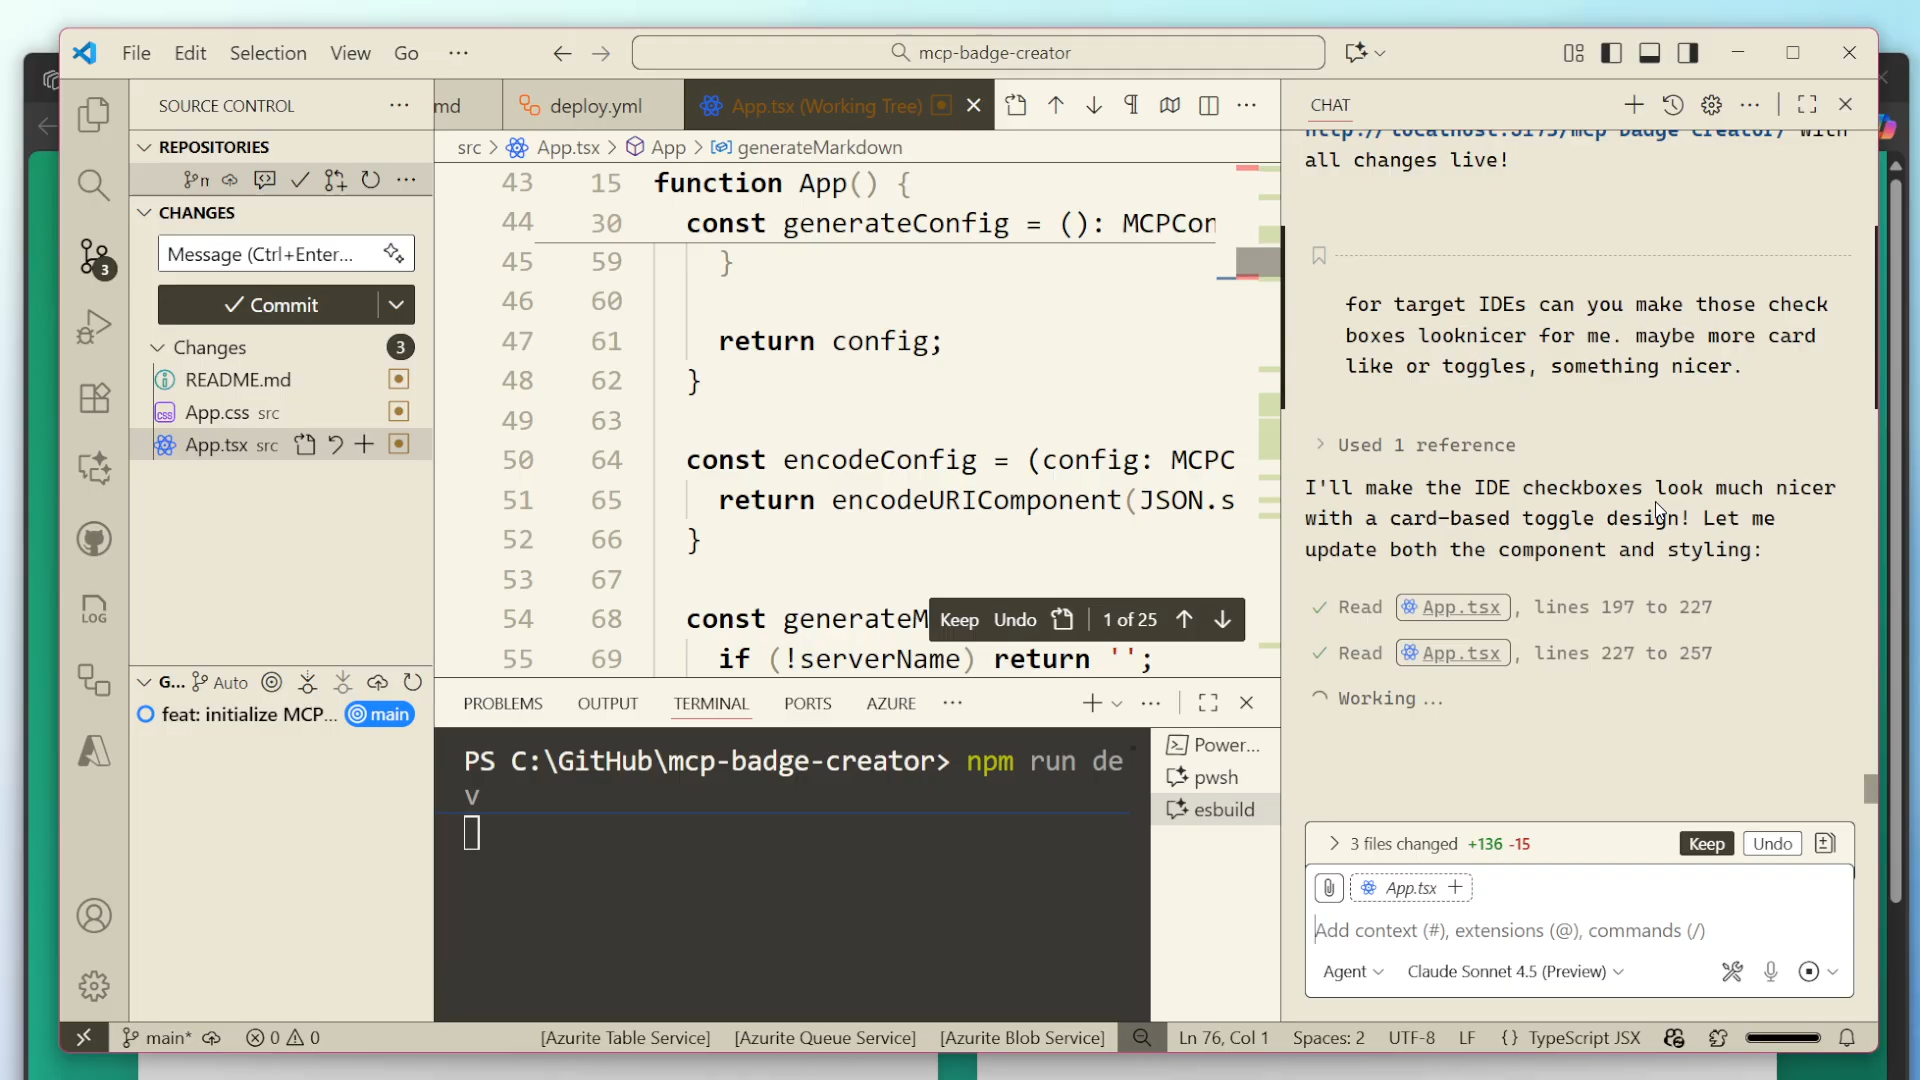 File Edit Selection View Go ...
mcp-badge-creator
SOURCE CONTROL
REPOSITORIES
CHANGES
Message (Ctrl+Enter...
Commit
Changes 3
README.md
App.css src
App.tsx src
G... Auto
feat: initialize MCP... main
3
LOG
md
deploy.yml
App.tsx (Working Tree)
src > App.tsx > App > generateMarkdown
43 15 function App() {
44 30 const generateConfig = (): MCPCon
45 59 }
46 60
47 61 return config;
48 62 }
49 63
50 64 const encodeConfig = (config: MCPC
51 65 return encodeURIComponent(JSON.s
52 66 }
53 67
54 68 const generateM
55 69 if (!serverName) return '';
Keep Undo 1 of 25
PROBLEMS OUTPUT TERMINAL PORTS AZURE ...
PS C:\GitHub\mcp-badge-creator> npm run de
v
Power...
pwsh
esbuild
CHAT
with
all changes live!
for target IDEs can you make those check
boxes looknicer for me. maybe more card
like or toggles, something nicer.
Used 1 reference
I'll make the IDE checkboxes look much nicer
with a card-based toggle design! Let me
update both the component and styling:
Read App.tsx, lines 197 to 227
Read App.tsx, lines 227 to 257
Working ...
3 files changed +136 -15 Keep Undo
App.tsx +
Add context (#), extensions (@), commands (/)
Agent Claude Sonnet 4.5 (Preview)
main* 0 0 [Azurite Table Service] [Azurite Queue Service] [Azurite Blob Service] Ln 76, Col 1 Spaces: 2 UTF-8 LF {} TypeScript JSX